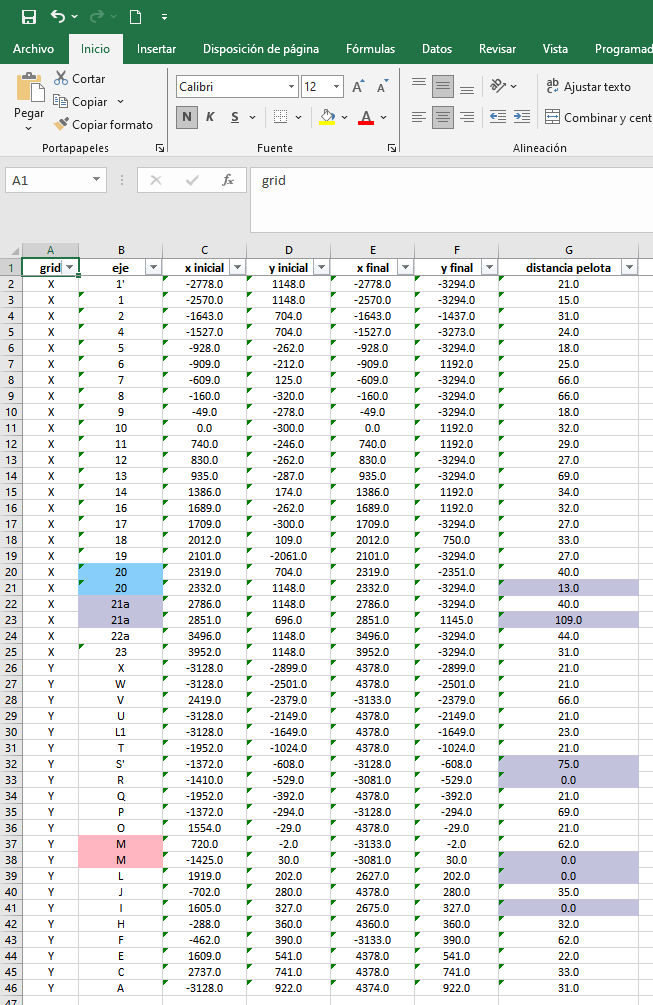 Archivo Inicio Insertar Disposición de página Fórmulas Datos Revisar Vista Programad
Pegar
Cortar
Copiar
Copiar formato
Portapapeles
Calibri 12 A A
N K S A
Fuente
ab Ajustar texto
Combinar y cent
Alineación
A1 fx grid
A B C D E F G
1 grid eje x inicial y inicial x final y final distancia pelota
2 X 1' -2778.0 1148.0 -2778.0 -3294.0 21.0
3 X 1 -2570.0 1148.0 -2570.0 -3294.0 15.0
4 X 2 -1643.0 704.0 -1643.0 -1437.0 31.0
5 X 4 -1527.0 704.0 -1527.0 -3273.0 24.0
6 X 5 -928.0 -262.0 -928.0 -3294.0 18.0
7 X 6 -909.0 -212.0 -909.0 1192.0 25.0
8 X 7 -609.0 125.0 -609.0 -3294.0 66.0
9 X 8 -160.0 -320.0 -160.0 -3294.0 66.0
10 X 9 -49.0 -278.0 -49.0 -3294.0 18.0
11 X 10 0.0 -300.0 0.0 1192.0 32.0
12 X 11 740.0 -246.0 740.0 1192.0 29.0
13 X 12 830.0 -262.0 830.0 -3294.0 27.0
14 X 13 935.0 -287.0 935.0 -3294.0 69.0
15 X 14 1386.0 174.0 1386.0 1192.0 34.0
16 X 16 1689.0 -262.0 1689.0 1192.0 32.0
17 X 17 1709.0 -300.0 1709.0 -3294.0 27.0
18 X 18 2012.0 109.0 2012.0 750.0 33.0
19 X 19 2101.0 -2061.0 2101.0 -3294.0 27.0
20 X 20 2319.0 704.0 2319.0 -2351.0 40.0
21 X 20 2332.0 1148.0 2332.0 -3294.0 13.0
22 X 21a 2786.0 1148.0 2786.0 -3294.0 40.0
23 X 21a 2851.0 696.0 2851.0 1145.0 109.0
24 X 22a 3496.0 1148.0 3496.0 -3294.0 44.0
25 X 23 3952.0 1148.0 3952.0 -3294.0 31.0
26 Y X -3128.0 -2899.0 4378.0 -2899.0 21.0
27 Y W -3128.0 -2501.0 4378.0 -2501.0 21.0
28 Y V 2419.0 -2379.0 -3133.0 -2379.0 66.0
29 Y U -3128.0 -2149.0 4378.0 -2149.0 21.0
30 Y L1 -3128.0 -1649.0 4378.0 -1649.0 23.0
31 Y T -1952.0 -1024.0 4378.0 -1024.0 21.0
32 Y S' -1372.0 -608.0 -3128.0 -608.0 75.0
33 Y R -1410.0 -529.0 -3081.0 -529.0 0.0
34 Y Q -1952.0 -392.0 4378.0 -392.0 21.0
35 Y P -1372.0 -294.0 -3128.0 -294.0 69.0
36 Y O 1554.0 -29.0 4378.0 -29.0 21.0
37 Y M 720.0 -2.0 -3133.0 -2.0 62.0
38 Y M -1425.0 30.0 -3081.0 30.0 0.0
39 Y L 1919.0 202.0 2627.0 202.0 0.0
40 Y J -702.0 280.0 4378.0 280.0 35.0
41 Y I 1605.0 327.0 2675.0 327.0 0.0
42 Y H -288.0 360.0 4360.0 360.0 32.0
43 Y F -462.0 390.0 -3133.0 390.0 62.0
44 Y E 1609.0 541.0 4378.0 541.0 22.0
45 Y C 2737.0 741.0 4378.0 741.0 33.0
46 Y A -3128.0 922.0 4374.0 922.0 31.0